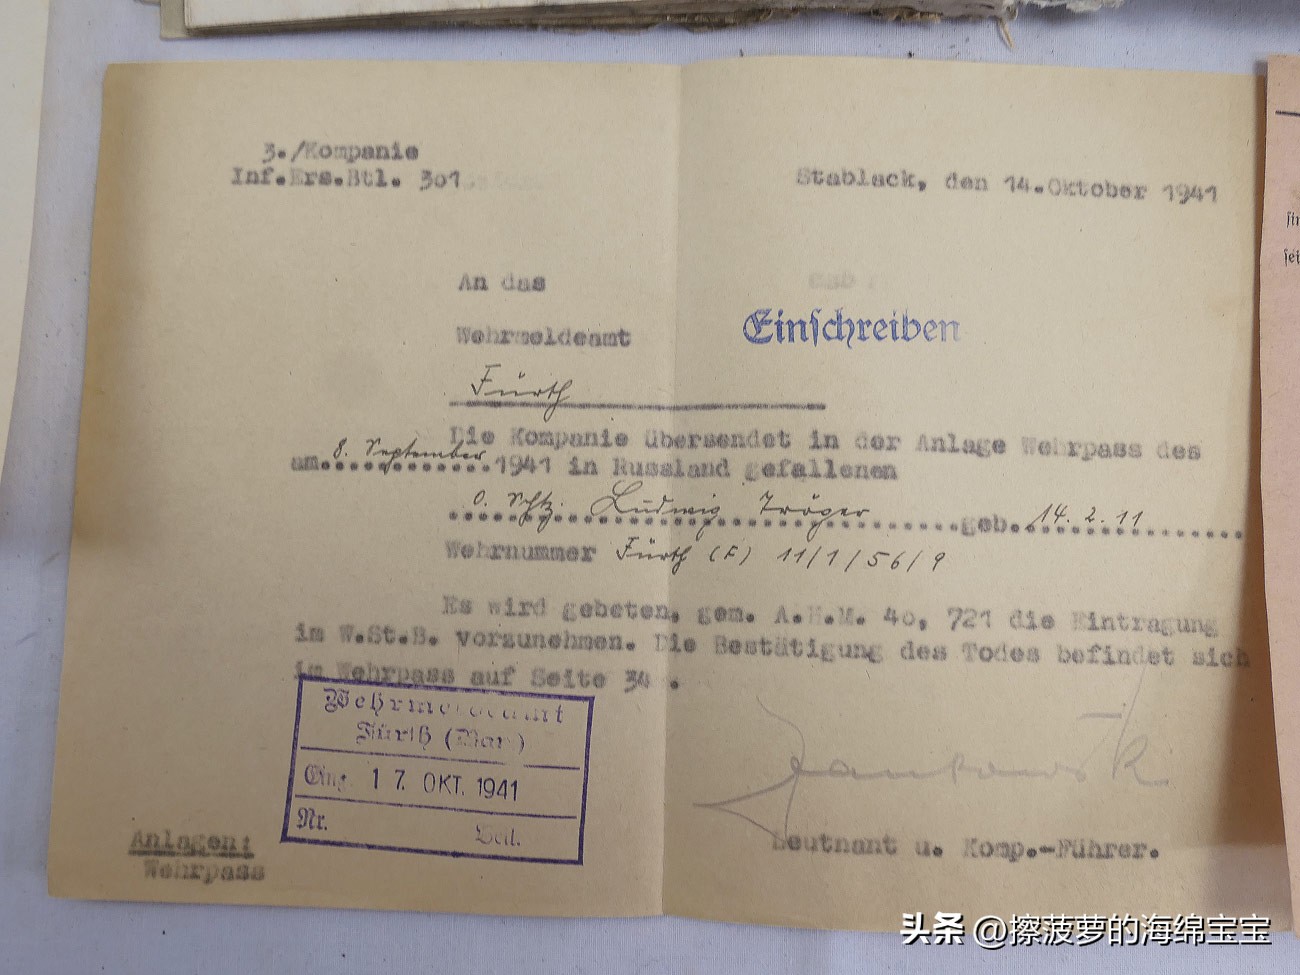 3./Kompanie
Inf.Ers.Btl. 3o1
Stablack, den 14.Oktober 1941
An das
Wehrmeldeamt
Einschreiben
Fürth
Die Kompanie übersendet in der Anlage Wehrpass des
am 8. September 1941 in Russland gefallenen
O. Schtz. Ludwig Tröger geb. 14. 2. 11
Wehrnummer Fürth (F) 11/1/56/9
Es wird gebeten, gem. A.H.M. 4o, 721 die Eintragung
im W.St.B. vorzunehmen. Die Bestätigung des Todes befindet sich
im Wehrpass auf Seite 34 .
Wehrmeldeamt
Fürth (Bay.)
Eing. 17. OKT. 1941
Nr.
Leutnant u. Komp.-Führer.
Anlagen:
Wehrpass
头条 @擦菠萝的海绵宝宝